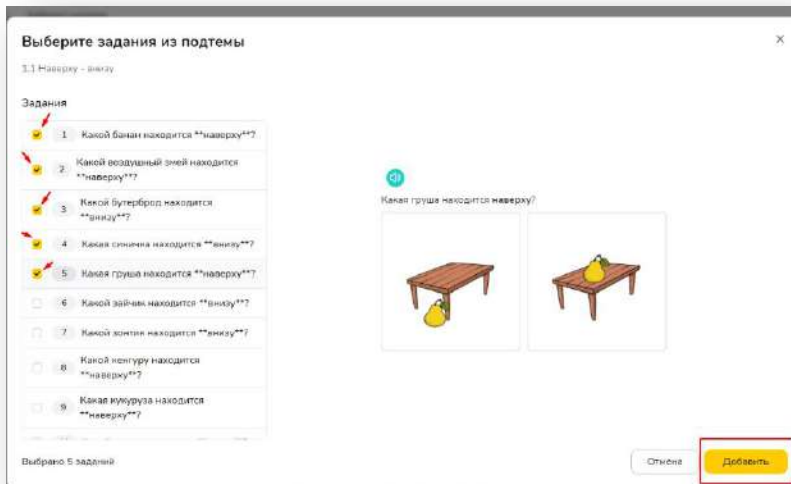 Выберите задания из подтемы
1.1 Наверху - внизу
Задания
1 Какой банан находится **наверху**?
2 Какой воздушный змей находится
**наверху**?
3 Какой бутерброд находится
**внизу**?
4 Какая синичка находится **внизу**?
5 Какая груша находится **наверху**?
6 Какой зайчик находится **внизу**?
7 Какой зонтик находится **внизу**?
8 Какой кенгуру находится
**наверху**?
9 Какая кукуруза находится
**наверху**?
Какая груша находится наверху?
Выбрано 5 заданий
Отмена
Добавить